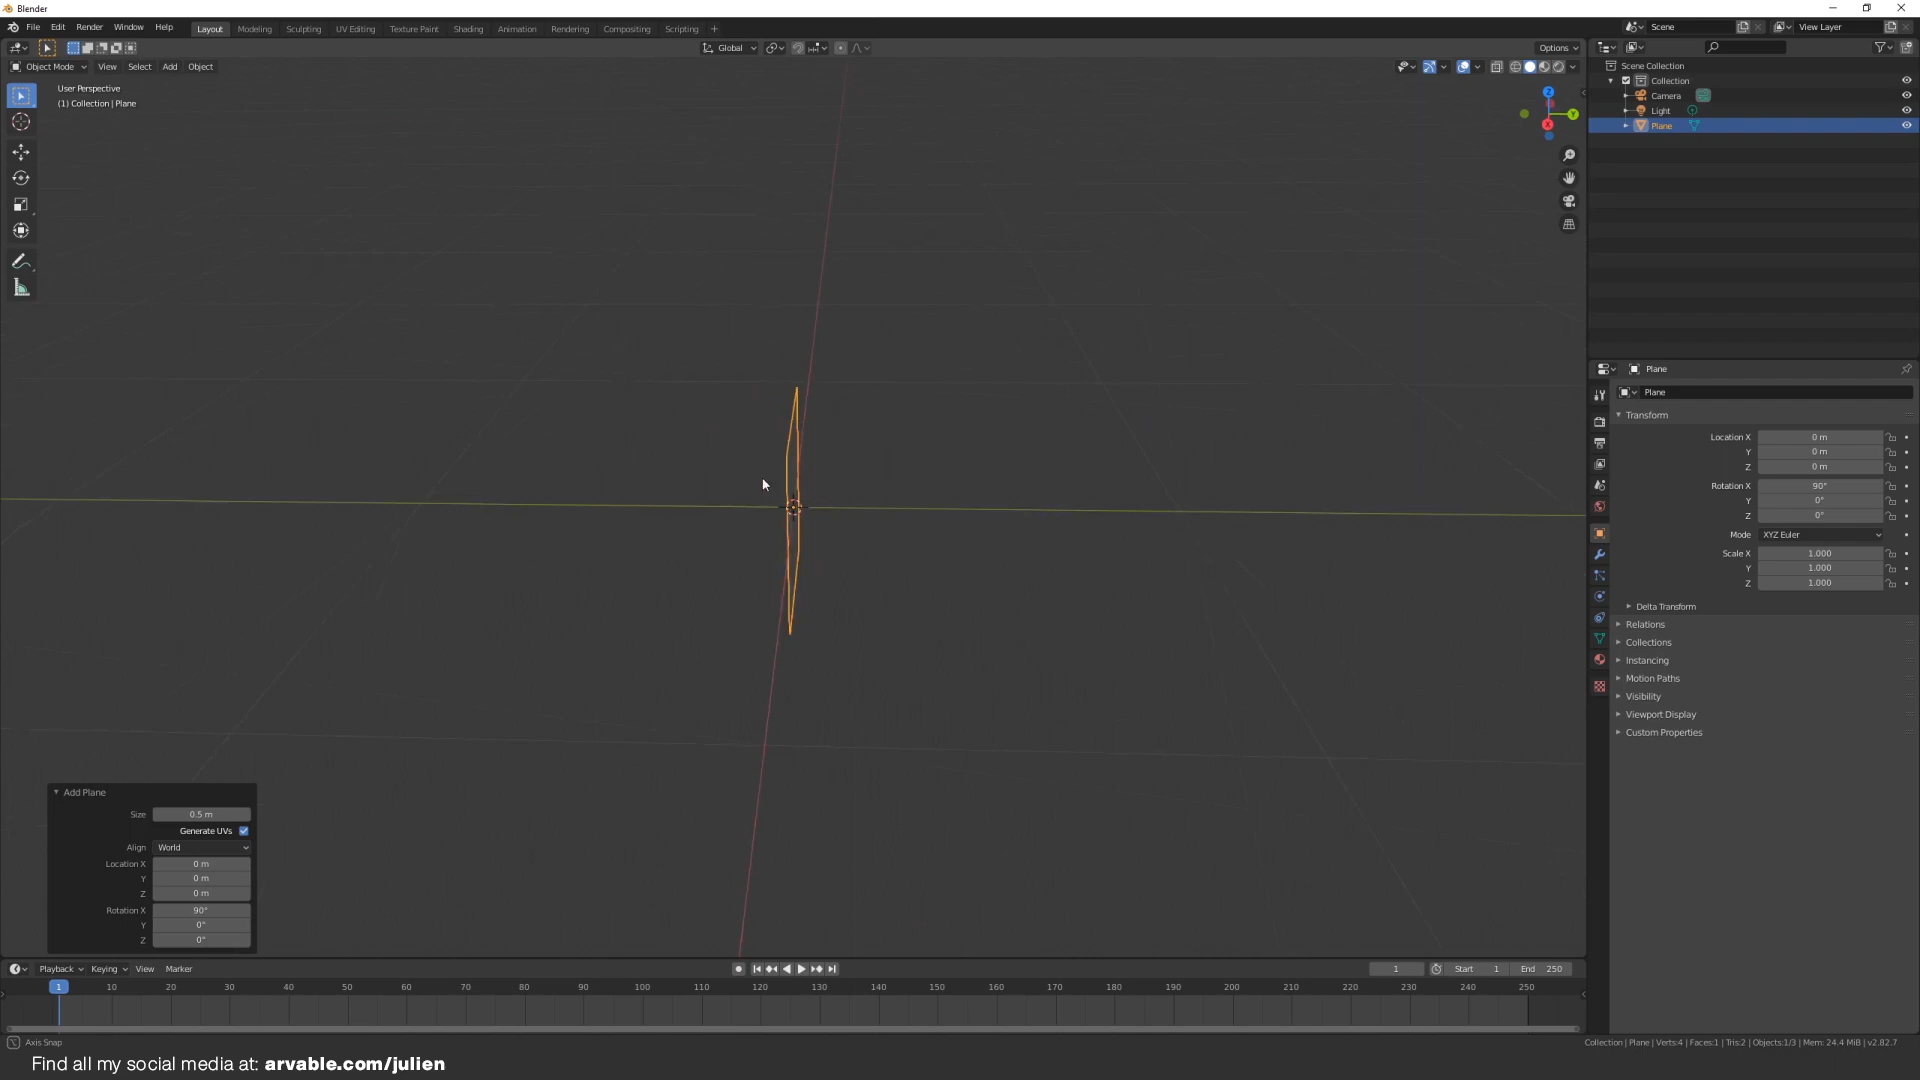 Blender
File Edit Render Window Help Layout Modeling Sculpting UV Editing Texture Paint Shading Animation Rendering Compositing Scripting + Scene View Layer
Global Options
Object Mode View Select Add Object
User Perspective
(1) Collection | Plane
Z
Y
X
Scene Collection
Collection
Camera
Light
Plane
Plane
Plane
Transform
Location X 0 m
Y 0 m
Z 0 m
Rotation X 90°
Y 0°
Z 0°
Mode XYZ Euler
Scale X 1.000
Y 1.000
Z 1.000
Delta Transform
Relations
Collections
Instancing
Motion Paths
Visibility
Viewport Display
Custom Properties
Add Plane
Size 0.5 m
Generate UVs
Align World
Location X 0 m
Y 0 m
Z 0 m
Rotation X 90°
Y 0°
Z 0°
Playback Keying View Marker 1 Start 1 End 250
1 10 20 30 40 50 60 70 80 90 100 110 120 130 140 150 160 170 180 190 200 210 220 230 240 250
Axis Snap Collection | Plane | Verts:4 | Faces:1 | Tris:2 | Objects:1/3 | Mem: 24.4 MiB | v2.82.7
Find all my social media at: arvable.com/julien